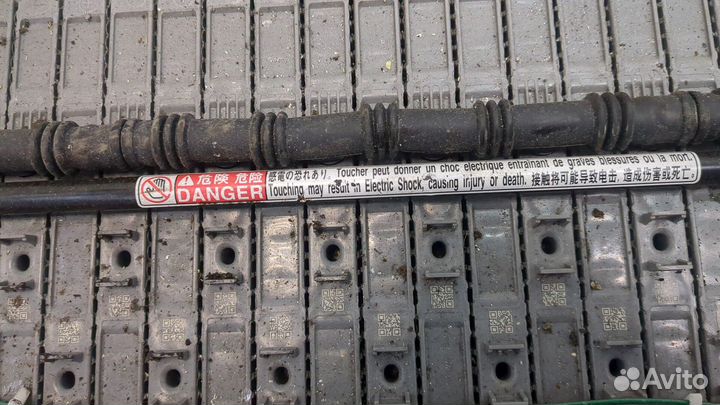 危険 危险
DANGER
感電の恐れあり。Toucher peut donner un choc electrique entraînant de graves blessures ou la mort.
Touching may result in Electric Shock, causing injury or death. 接触将可能导致电击,造成伤害或死亡。
Avito